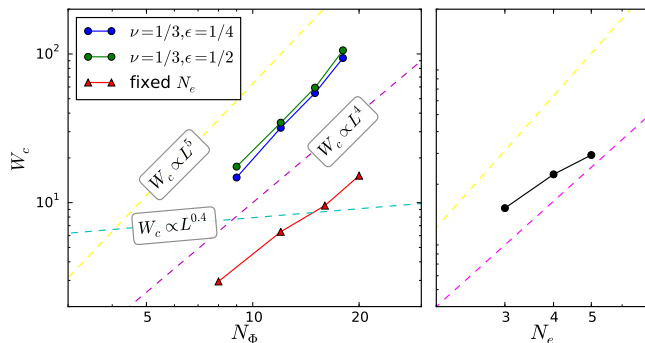 ν=1/3,ϵ=1/4
ν=1/3,ϵ=1/2
fixed N_e
W_c ∝L^5
W_c ∝L^4
W_c ∝L^{0.4}
10^2
10^1
W_c
5
10
20
N_Φ
3
4
5
N_e